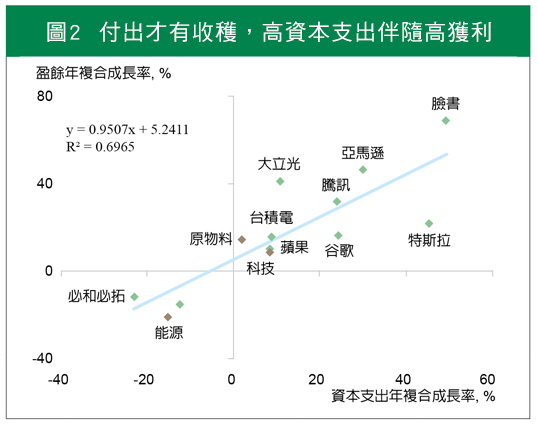 圖2 付出才有收穫，高資本支出伴隨高獲利
盈餘年複合成長率, %
80
臉書
y = 0.9507x + 5.2411
R² = 0.6965
大立光
亞馬遜
40
騰訊
台積電
原物料
蘋果
谷歌
特斯拉
科技
0
必和必拓
能源
-40
-40 -20 0 20 40 60
資本支出年複合成長率, %